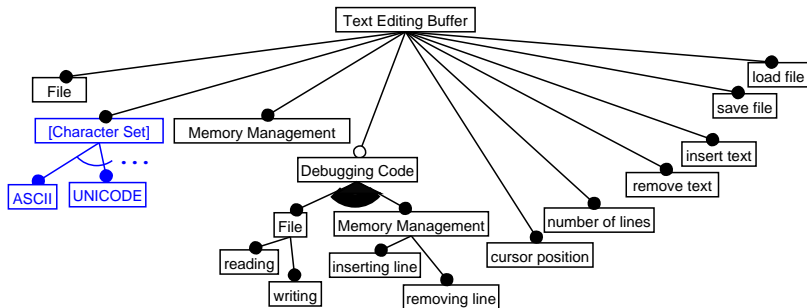 Text Editing Buffer
File
load file
save file
[Character Set]
Memory Management
insert text
...
Debugging Code
remove text
ASCII
UNICODE
File
Memory Management
number of lines
reading
inserting line
cursor position
writing
removing line